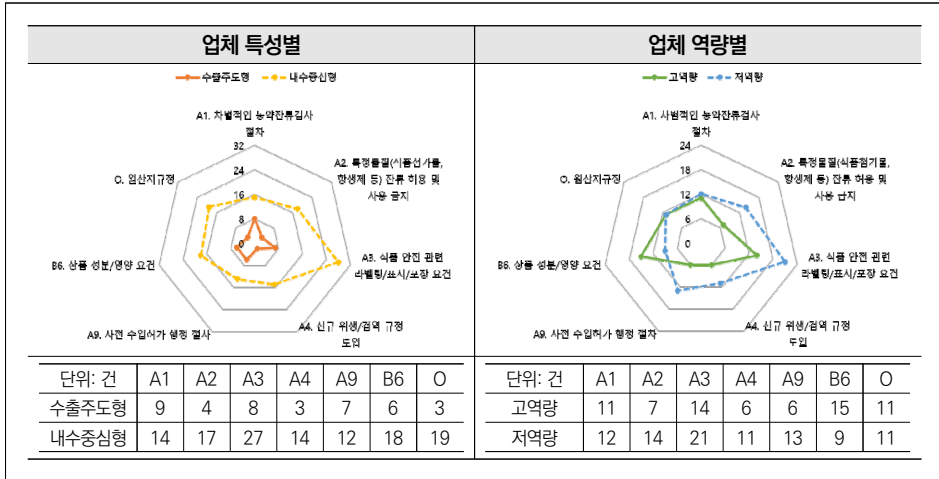 업체 특성별
수출주도형 내수중심형
A1. 차별적인 농약잔류검사
절차
A2. 특정물질(식품첨가물,
항생제 등) 잔류 허용 및
사용 금지
A3. 식품 안전 관련
라벨링/표시/포장 요건
A4. 신규 위생/검역 규정
도입
A9. 사전 수입허가 행정 절차
B6. 상품 성분/영양 요건
O. 원산지규정
32
24
16
8
0
단위: 건 A1 A2 A3 A4 A9 B6 O
수출주도형 9 4 8 3 7 6 3
내수중심형 14 17 27 14 12 18 19
업체 역량별
고역량 저역량
A1. 차별적인 농약잔류검사
절차
A2. 특정물질(식품첨가물,
항생제 등) 잔류 허용 및
사용 금지
A3. 식품 안전 관련
라벨링/표시/포장 요건
A4. 신규 위생/검역 규정
도입
A9. 사전 수입허가 행정 절차
B6. 상품 성분/영양 요건
O. 원산지규정
24
18
12
6
0
단위: 건 A1 A2 A3 A4 A9 B6 O
고역량 11 7 14 6 6 15 11
저역량 12 14 21 11 13 9 11